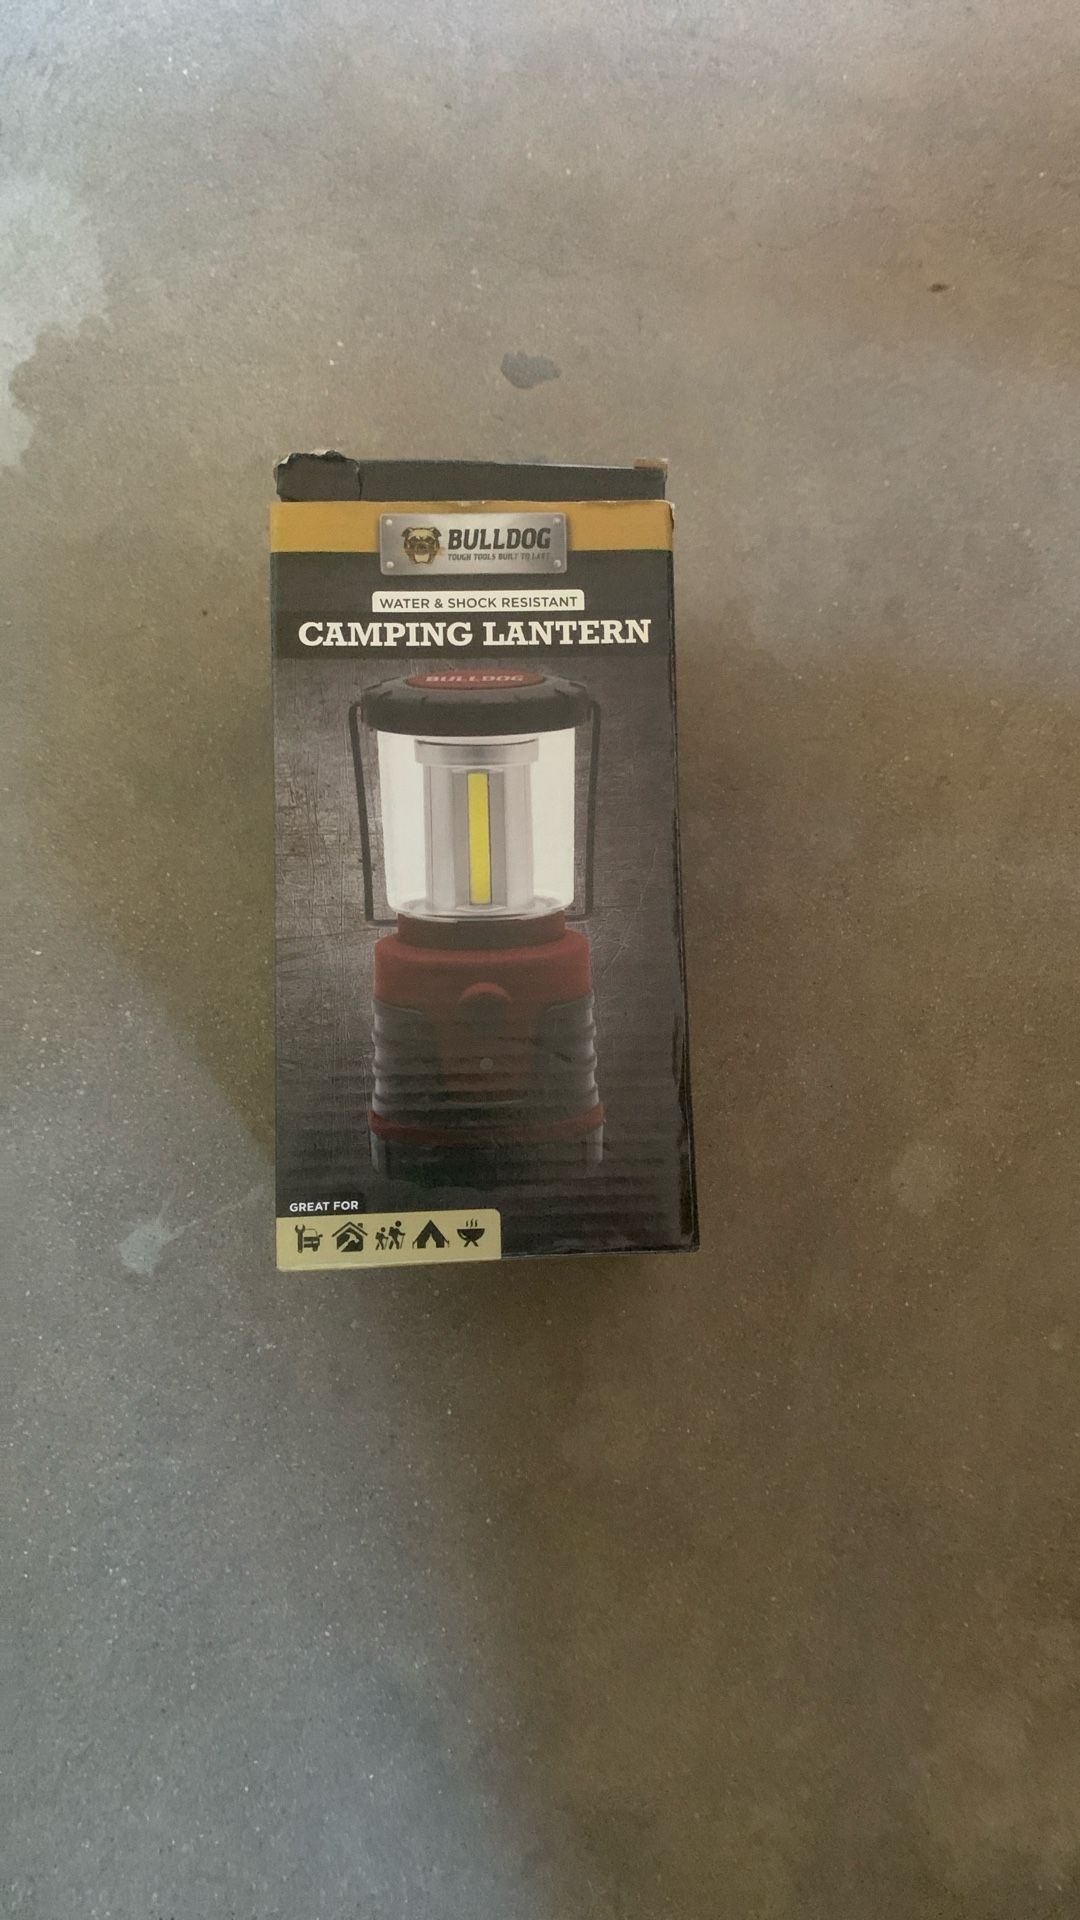 BULLDOG
TOUGH TOOLS BUILT TO LAST
WATER & SHOCK RESISTANT
CAMPING LANTERN
BULLDOG
GREAT FOR